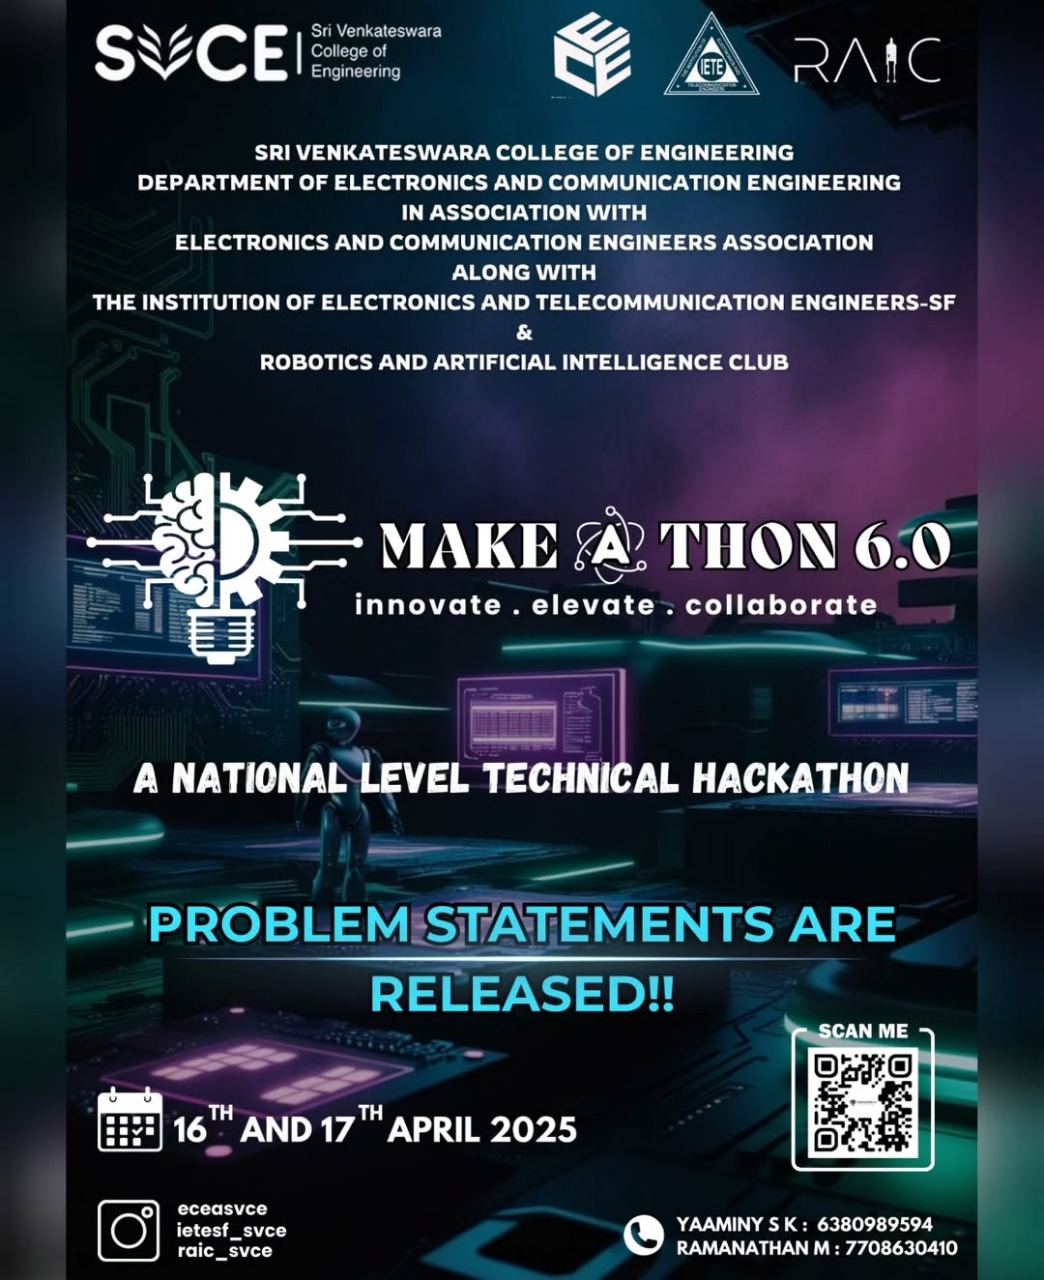 SVCE
Sri Venkateswara
College of
Engineering
ECE
IETE
RAIC
SRI VENKATESWARA COLLEGE OF ENGINEERING
DEPARTMENT OF ELECTRONICS AND COMMUNICATION ENGINEERING
IN ASSOCIATION WITH
ELECTRONICS AND COMMUNICATION ENGINEERS ASSOCIATION
ALONG WITH
THE INSTITUTION OF ELECTRONICS AND TELECOMMUNICATION ENGINEERS-SF
&
ROBOTICS AND ARTIFICIAL INTELLIGENCE CLUB
MAKE A THON 6.0
innovate . elevate . collaborate
A NATIONAL LEVEL TECHNICAL HACKATHON
PROBLEM STATEMENTS ARE
RELEASED!!
SCAN ME
16TH AND 17TH APRIL 2025
eceasvce
ietesf_svce
raic_svce
YAAMINY S K : 6380989594
RAMANATHAN M : 7708630410